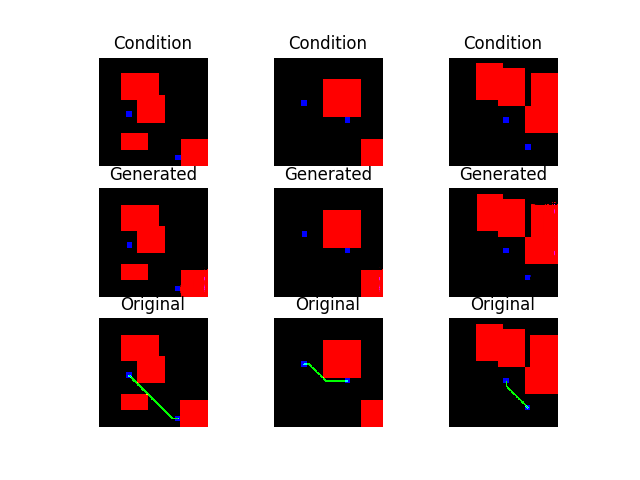 Condition Condition Condition
Generated Generated Generated
Original Original Original